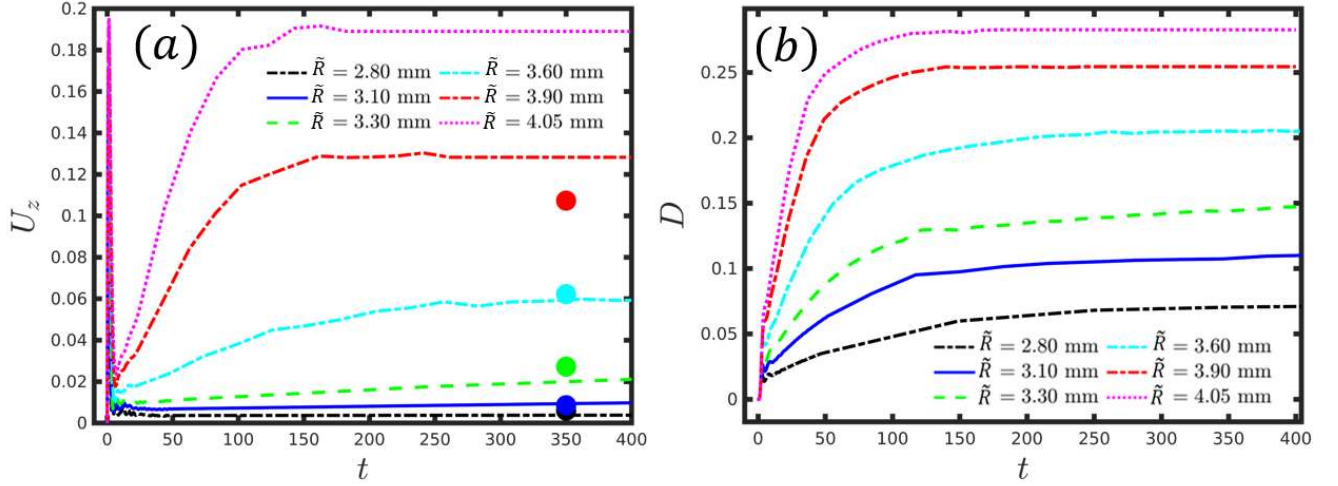 (a)
U_z
0.2
0.18
0.16
0.14
0.12
0.1
0.08
0.06
0.04
0.02
0
R̃ = 2.80 mm R̃ = 3.60 mm
R̃ = 3.10 mm R̃ = 3.90 mm
R̃ = 3.30 mm R̃ = 4.05 mm
0 50 100 150 200 250 300 350 400
t
(b)
D
0.25
0.2
0.15
0.1
0.05
0
R̃ = 2.80 mm R̃ = 3.60 mm
R̃ = 3.10 mm R̃ = 3.90 mm
R̃ = 3.30 mm R̃ = 4.05 mm
0 50 100 150 200 250 300 350 400
t